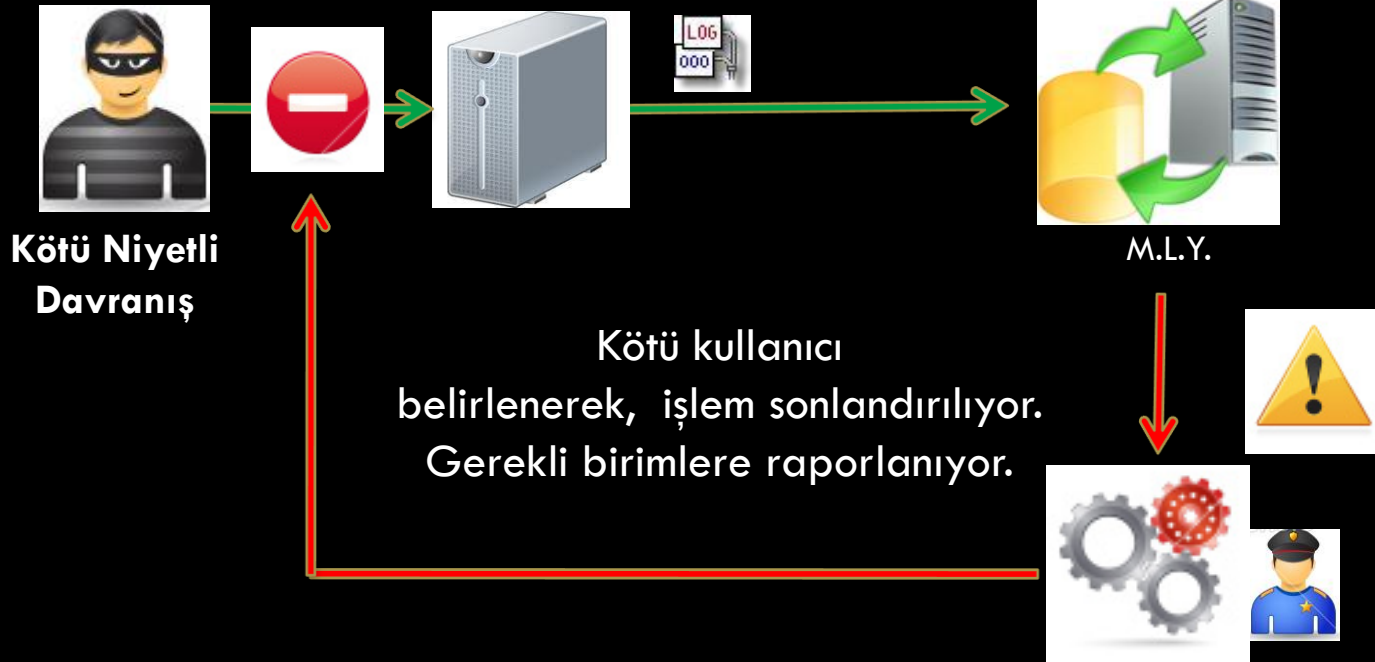 LOG
000
Kötü Niyetli
Davranış
M.L.Y.
Kötü kullanıcı
belirlenerek, işlem sonlandırılıyor.
Gerekli birimlere raporlanıyor.